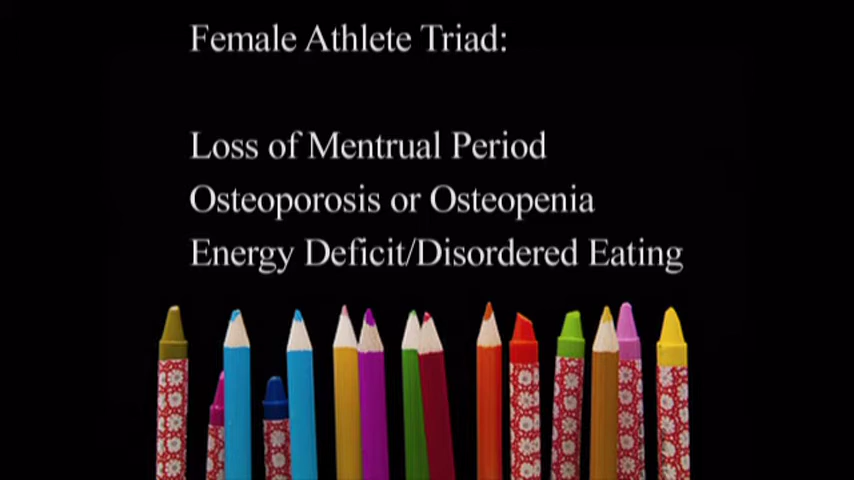 Female Athlete Triad:
Loss of Mentrual Period
Osteoporosis or Osteopenia
Energy Deficit/Disordered Eating